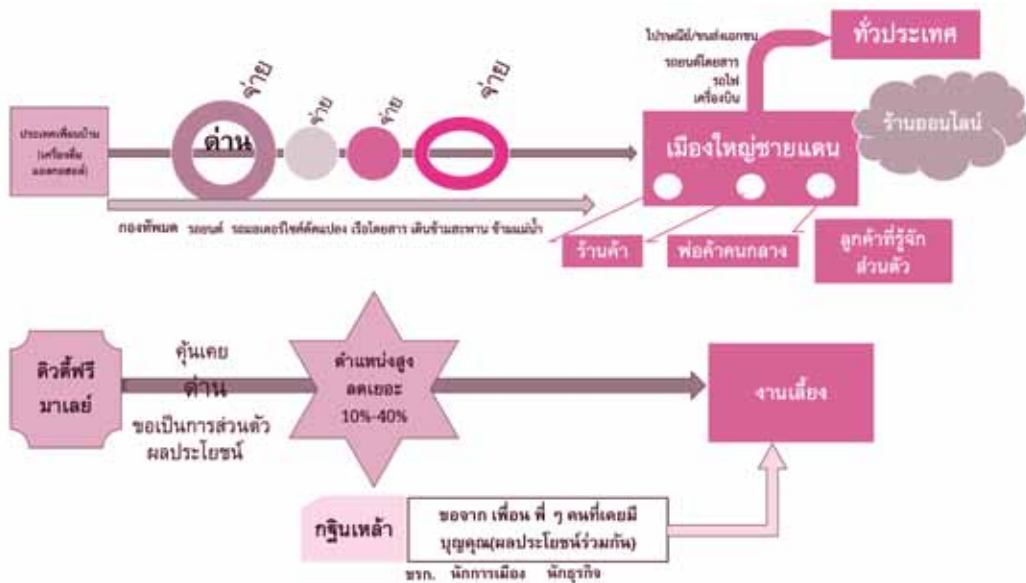 ไปรษณีย์/ขนส่งเอกชน
รถยนต์โดยสาร
รถไฟ
เครื่องบิน
ทั่วประเทศ
ร้านออนไลน์
ประเทศเพื่อนบ้าน
(เครื่องดื่ม
แอลกอฮอล์)
จ่าย
ด่าน
จ่าย
จ่าย
จ่าย
เมืองใหญ่ชายแดน
กองทัพมด รถยนต์ รถมอเตอร์ไซค์ดัดแปลง เรือโดยสาร เดินข้ามสะพาน ข้ามแม่น้ำ
ร้านค้า
พ่อค้าคนกลาง
ลูกค้าที่รู้จัก
ส่วนตัว
ดิวตี้ฟรี
มาเลย์
คุ้นเคย
ด่าน
ขอเป็นการส่วนตัว
ผลประโยชน์
ตำแหน่งสูง
ลดเยอะ
10%-40%
งานเลี้ยง
กฐินเหล้า
ขอจาก เพื่อน พี่ ๆ คนที่เคยมี
บุญคุณ(ผลประโยชน์ร่วมกัน)
ขรก. นักการเมือง นักธุรกิจ